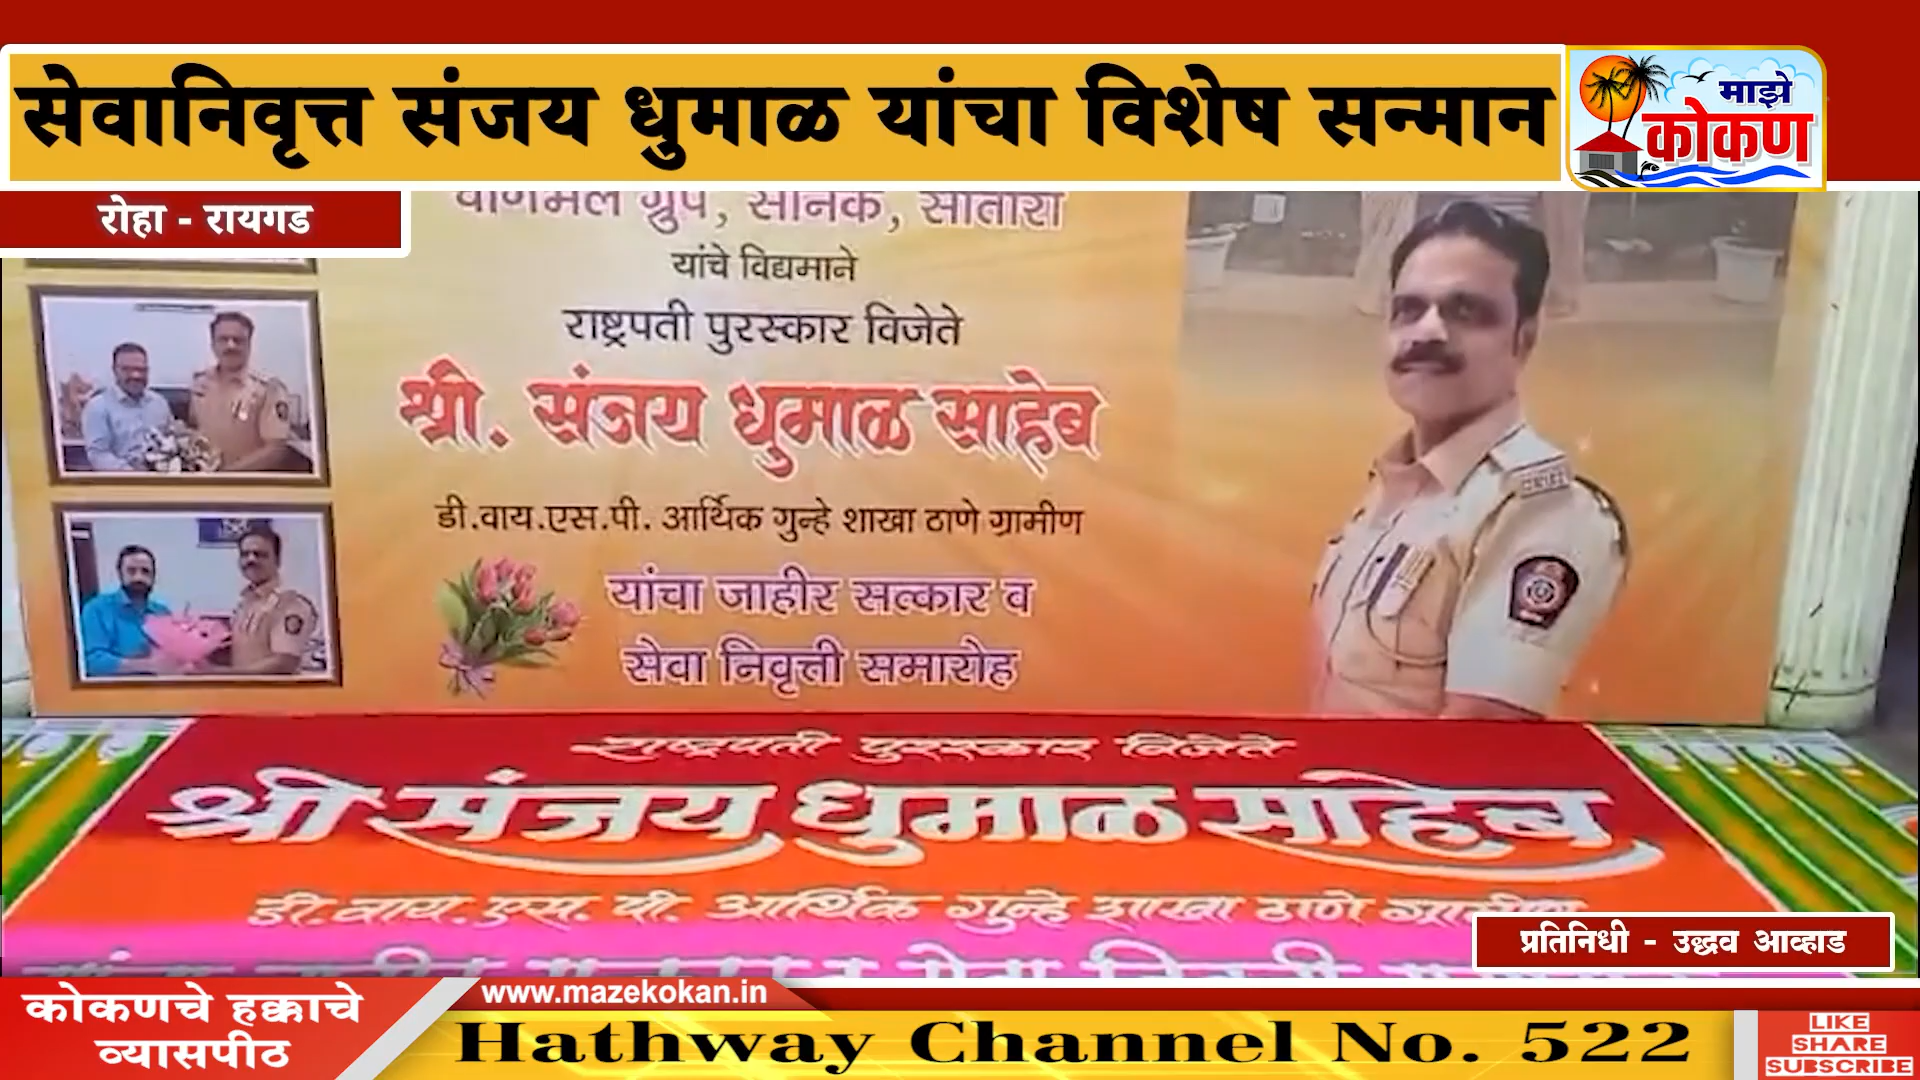 सेवानिवृत्त संजय धुमाळ यांचा विशेष सन्मान
माझे
कोकण
रोहा - रायगड
ग्रुप, सैनिक, सातारा
यांचे विद्यमाने
राष्ट्रपती पुरस्कार विजेते
श्री. संजय धुमाळ साहेब
डी.वाय.एस.पी. आर्थिक गुन्हे शाखा ठाणे ग्रामीण
यांचा जाहीर सत्कार व
सेवा निवृत्ती समारोह
राष्ट्रपती पुरस्कार विजेते
श्री संजय धुमाळ साहेब
डी.वाय.एस.पी. आर्थिक गुन्हे शाखा ठाणे ग्रामीण
प्रतिनिधी - उद्धव आव्हाड
कोकणचे हक्काचे
व्यासपीठ
www.mazekokan.in
Hathway Channel No. 522
LIKE
SHARE
SUBSCRIBE